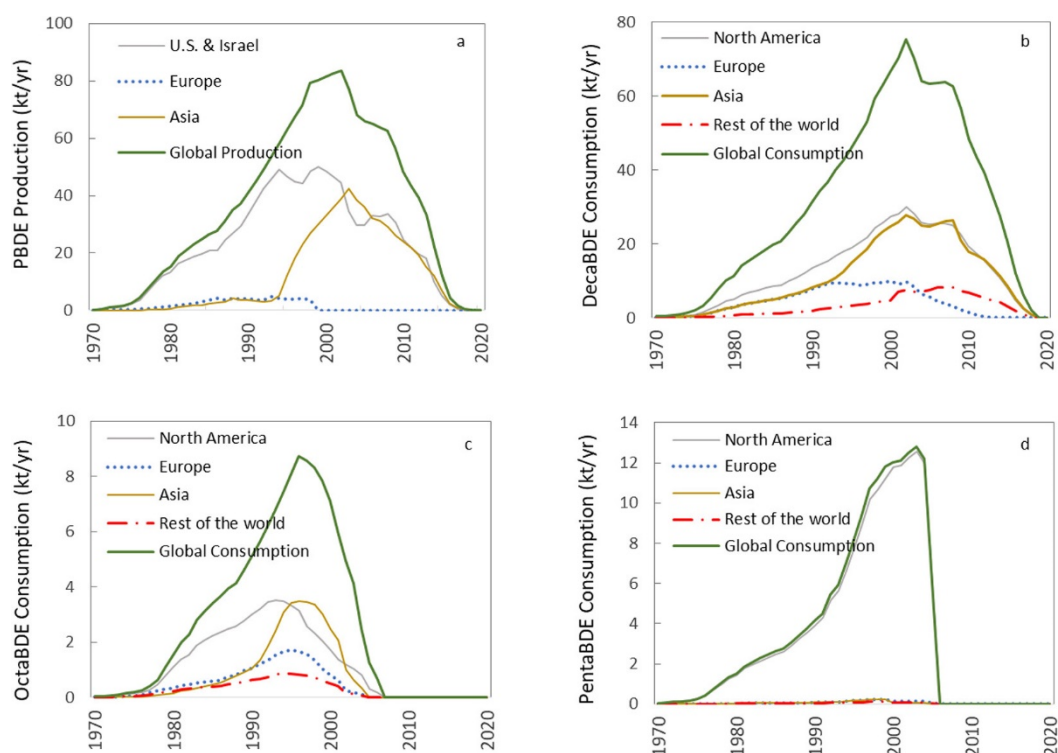 PBDE Production (kt/yr)
100
80
60
40
20
0
U.S. & Israel
Europe
Asia
Global Production
a
1970
1980
1990
2000
2010
2020
DecaBDE Consumption (kt/yr)
80
60
40
20
0
North America
Europe
Asia
Rest of the world
Global Consumption
b
1970
1980
1990
2000
2010
2020
OctaBDE Consumption (kt/yr)
10
8
6
4
2
0
North America
Europe
Asia
Rest of the world
Global Consumption
c
1970
1980
1990
2000
2010
2020
PentaBDE Consumption (kt/yr)
14
12
10
8
6
4
2
0
North America
Europe
Asia
Rest of the world
Global Consumption
d
1970
1980
1990
2000
2010
2020